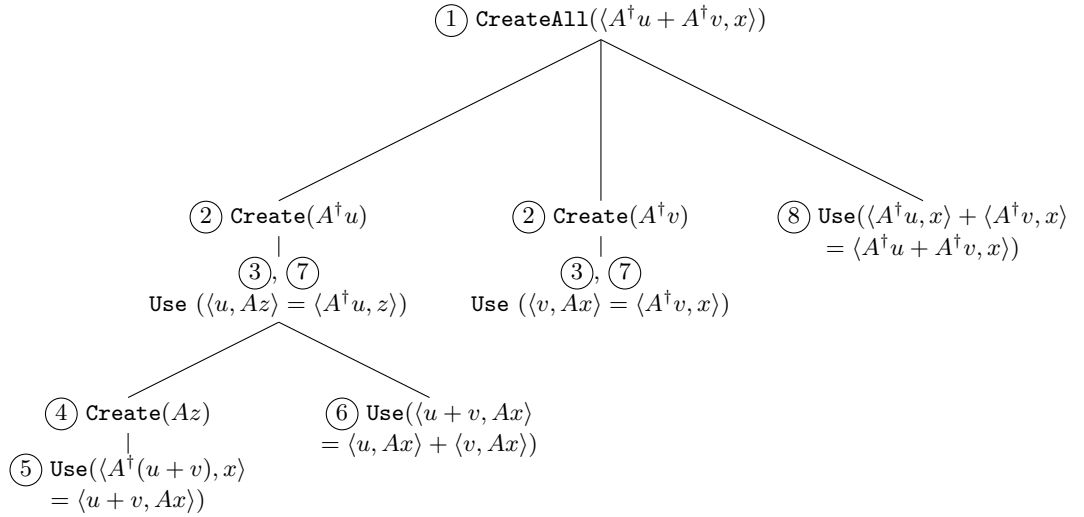 ① CreateAll(⟨A†u + A†v, x⟩)
② Create(A†u)
② Create(A†v)
⑧ Use(⟨A†u, x⟩ + ⟨A†v, x⟩
= ⟨A†u + A†v, x⟩)
③, ⑦
Use (⟨u, Az⟩ = ⟨A†u, z⟩)
③, ⑦
Use (⟨v, Ax⟩ = ⟨A†v, x⟩)
④ Create(Az)
⑤ Use(⟨A†(u + v), x⟩
= ⟨u + v, Ax⟩)
⑥ Use(⟨u + v, Ax⟩
= ⟨u, Ax⟩ + ⟨v, Ax⟩)